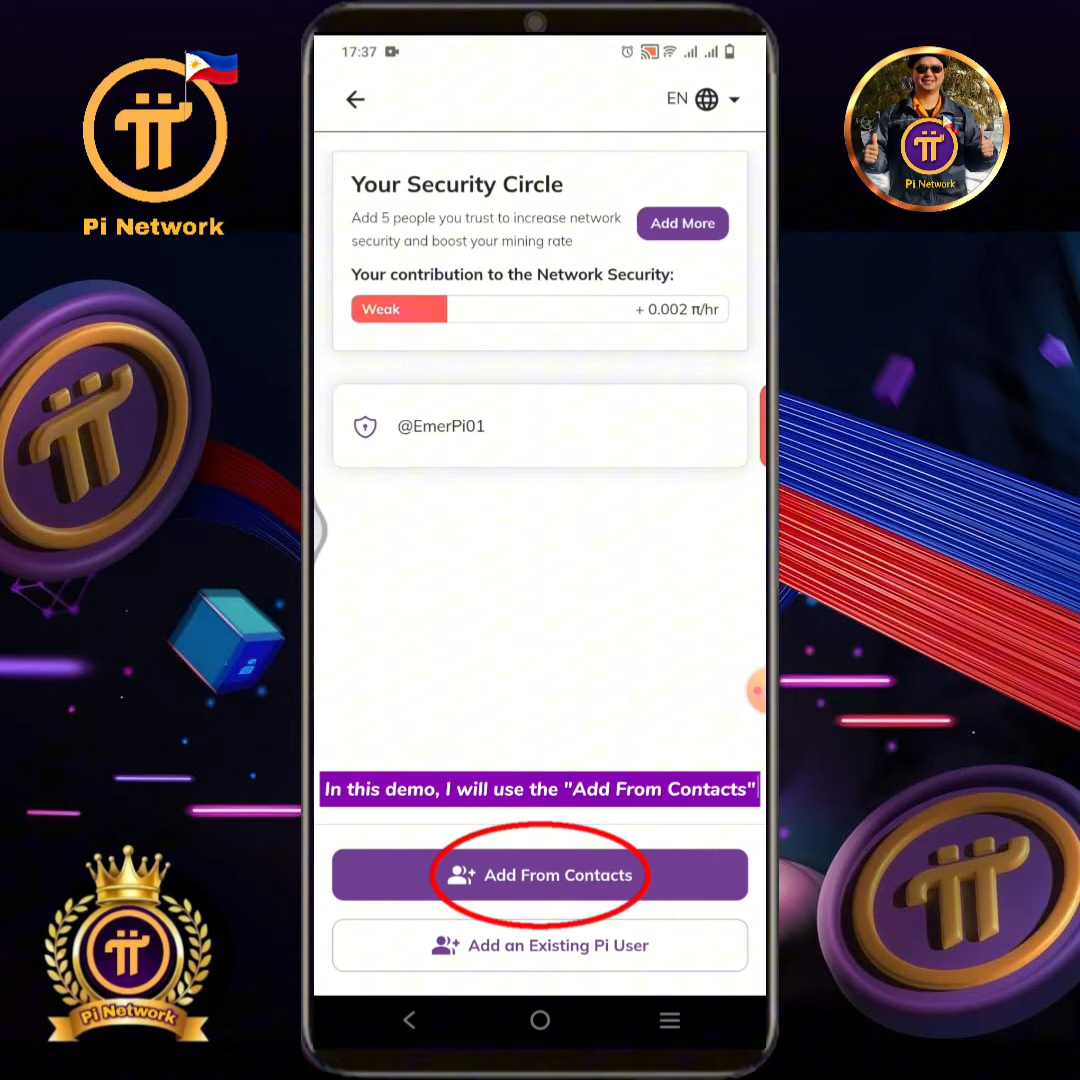 Pi Network
17:37
EN
Your Security Circle
Add 5 people you trust to increase network
security and boost your mining rate
Add More
Your contribution to the Network Security:
Weak
+ 0.002 π/hr
@EmerPi01
In this demo, I will use the "Add From Contacts"
Add From Contacts
Add an Existing Pi User
Pi Network
Pi Network